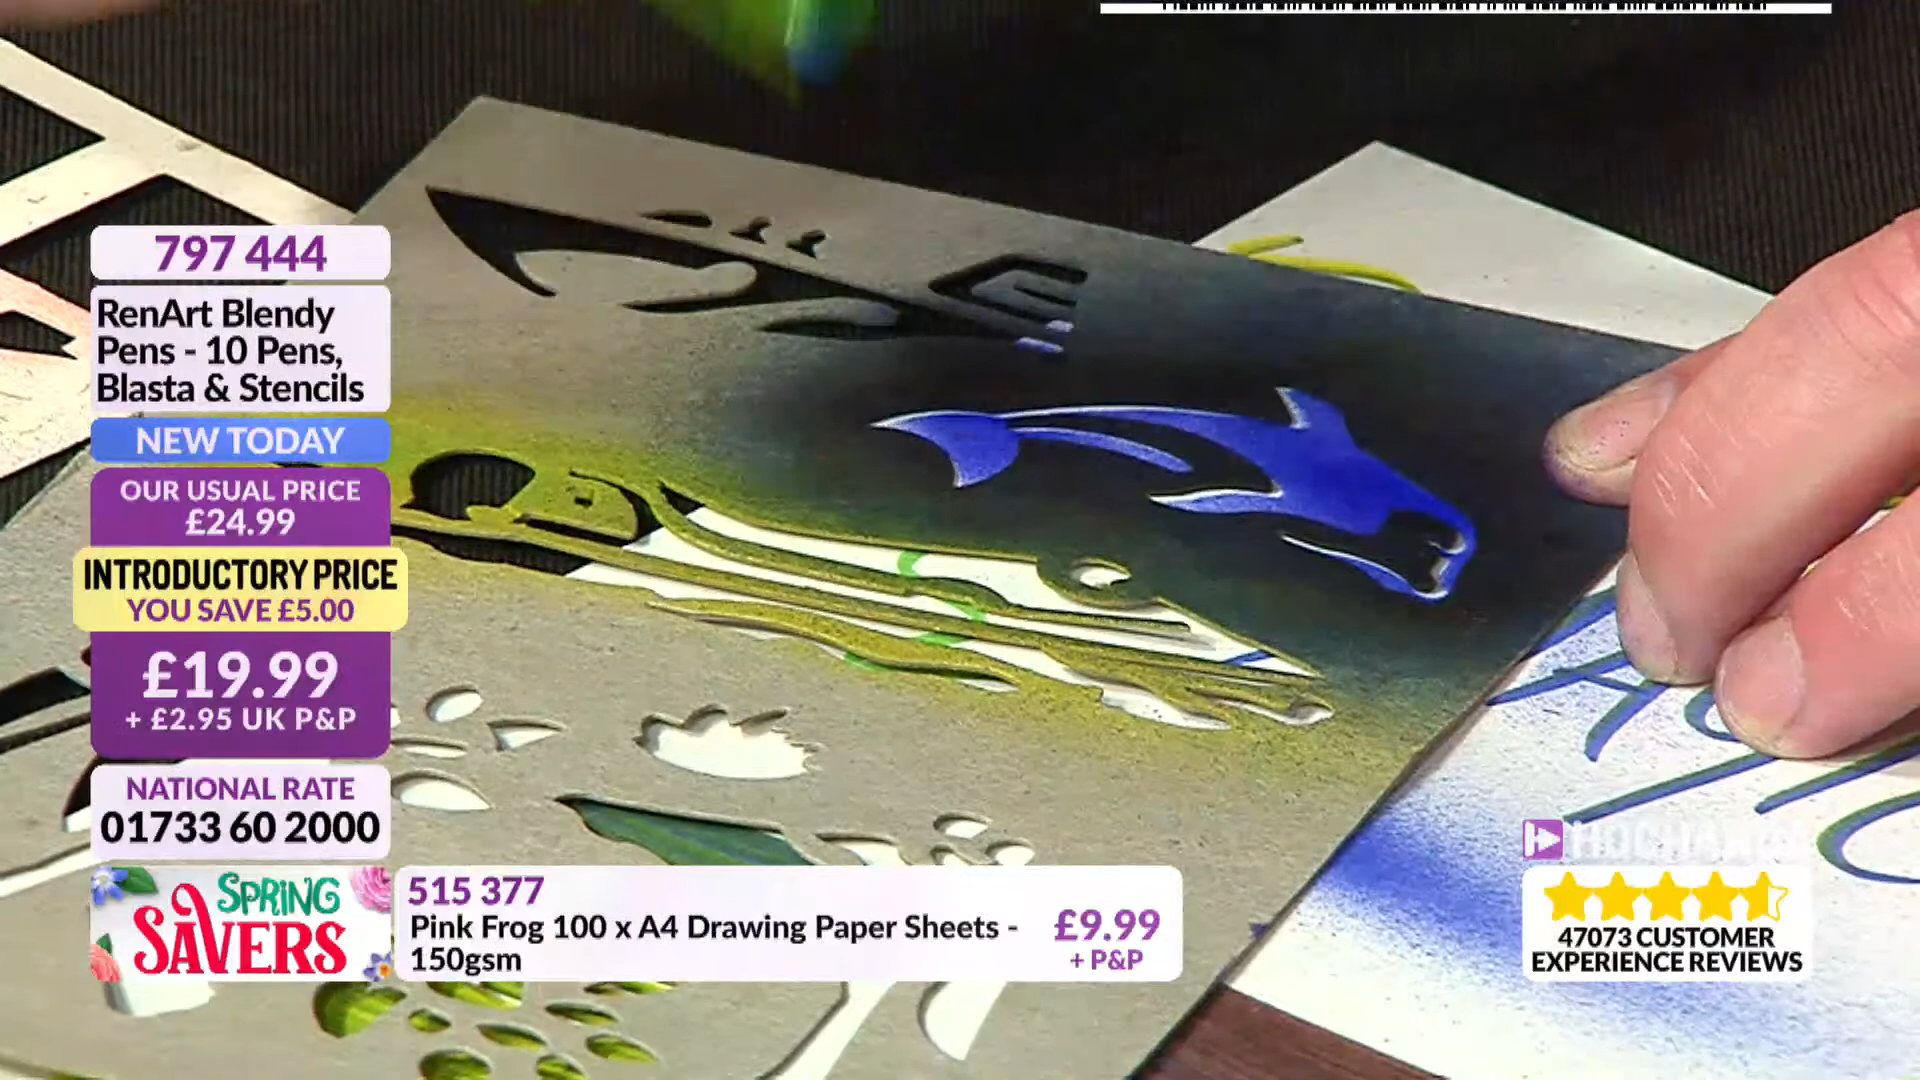 797 444
RenArt Blendy
Pens - 10 Pens,
Blasta & Stencils
NEW TODAY
OUR USUAL PRICE
£24.99
INTRODUCTORY PRICE
YOU SAVE £5.00
£19.99
+ £2.95 UK P&P
NATIONAL RATE
01733 60 2000
SPRING
SAVERS
515 377
Pink Frog 100 x A4 Drawing Paper Sheets -
150gsm
£9.99
+ P&P
HOCHANDA
47073 CUSTOMER
EXPERIENCE REVIEWS